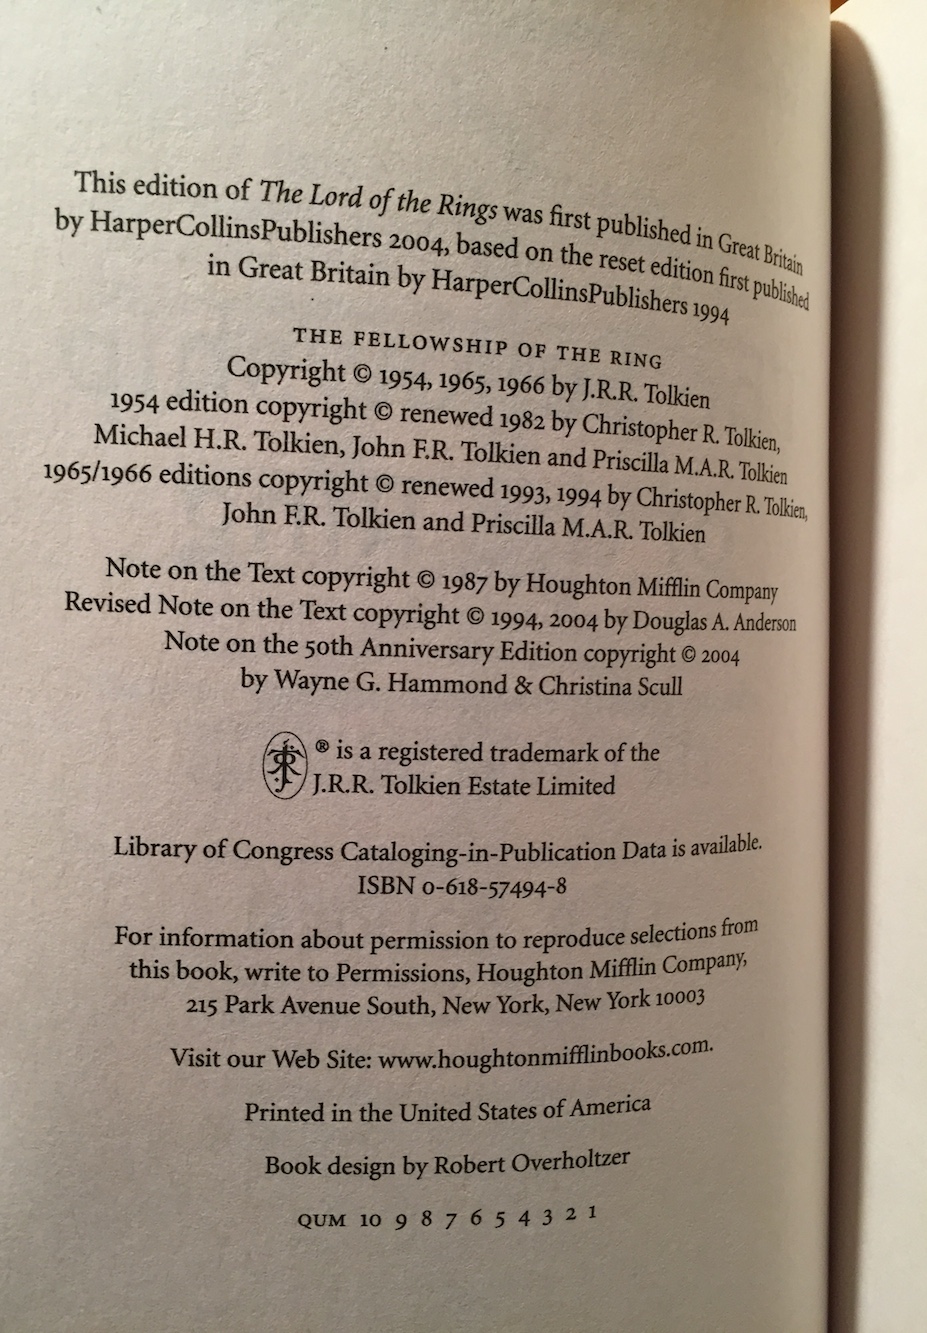 This edition of The Lord of the Rings was first published in Great Britain
by HarperCollinsPublishers 2004, based on the reset edition first published
in Great Britain by HarperCollinsPublishers 1994
THE FELLOWSHIP OF THE RING
Copyright © 1954, 1965, 1966 by J.R.R. Tolkien
1954 edition copyright © renewed 1982 by Christopher R. Tolkien,
Michael H.R. Tolkien, John F.R. Tolkien and Priscilla M.A.R. Tolkien
1965/1966 editions copyright © renewed 1993, 1994 by Christopher R. Tolkien,
John F.R. Tolkien and Priscilla M.A.R. Tolkien
Note on the Text copyright © 1987 by Houghton Mifflin Company
Revised Note on the Text copyright © 1994, 2004 by Douglas A. Anderson
Note on the 50th Anniversary Edition copyright © 2004
by Wayne G. Hammond & Christina Scull
® is a registered trademark of the
J.R.R. Tolkien Estate Limited
Library of Congress Cataloging-in-Publication Data is available.
ISBN 0-618-57494-8
For information about permission to reproduce selections from
this book, write to Permissions, Houghton Mifflin Company,
215 Park Avenue South, New York, New York 10003
Visit our Web Site: www.houghtonmifflinbooks.com.
Printed in the United States of America
Book design by Robert Overholtzer
QUM 10 9 8 7 6 5 4 3 2 1